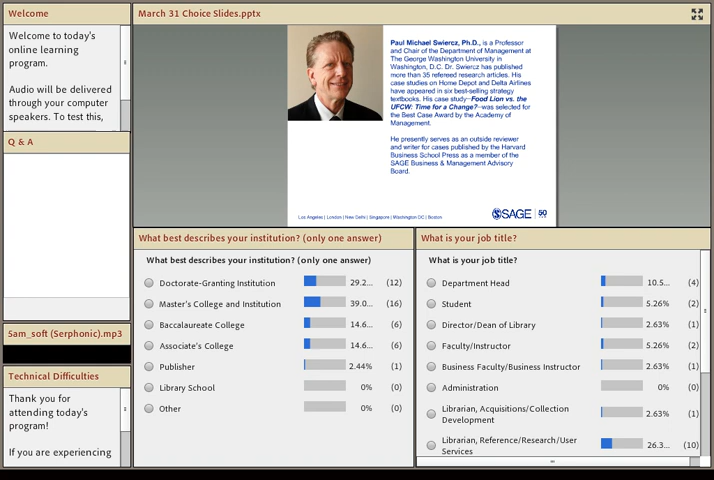 Welcome
Welcome to today's
online learning
program.
Audio will be delivered
through your computer
speakers. To test this,
Q & A
Sam_soft (Serphonic).mp3
Technical Difficulties
Thank you for
attending today's
program!
If you are experiencing
March 31 Choice Slides.pptx
Paul Michael Swiercz, Ph.D., is a Professor
and Chair of the Department of Management at
The George Washington University in
Washington, D.C. Dr. Swiercz has published
more than 35 refereed research articles. His
case studies on Home Depot and Delta Airlines
have appeared in six best-selling strategy
textbooks. His case study--Food Lion vs. the
UFCW: Time for a Change?--was selected for
the Best Case Award by the Academy of
Management.
He presently serves as an outside reviewer
and writer for cases published by the Harvard
Business School Press as a member of the
SAGE Business & Management Advisory
Board.
Los Angeles | London | New Delhi | Singapore | Washington DC | Boston
SAGE 50
What best describes your institution? (only one answer)
What best describes your institution? (only one answer)
Doctorate-Granting Institution 29.2... (12)
Master's College and Institution 39.0... (16)
Baccalaureate College 14.6... (6)
Associate's College 14.6... (6)
Publisher 2.44% (1)
Library School 0% (0)
Other 0% (0)
What is your job title?
What is your job title?
Department Head 10.5... (4)
Student 5.26% (2)
Director/Dean of Library 2.63% (1)
Faculty/Instructor 5.26% (2)
Business Faculty/Business Instructor 2.63% (1)
Administration 0% (0)
Librarian, Acquisitions/Collection
Development 2.63% (1)
Librarian, Reference/Research/User
Services 26.3... (10)